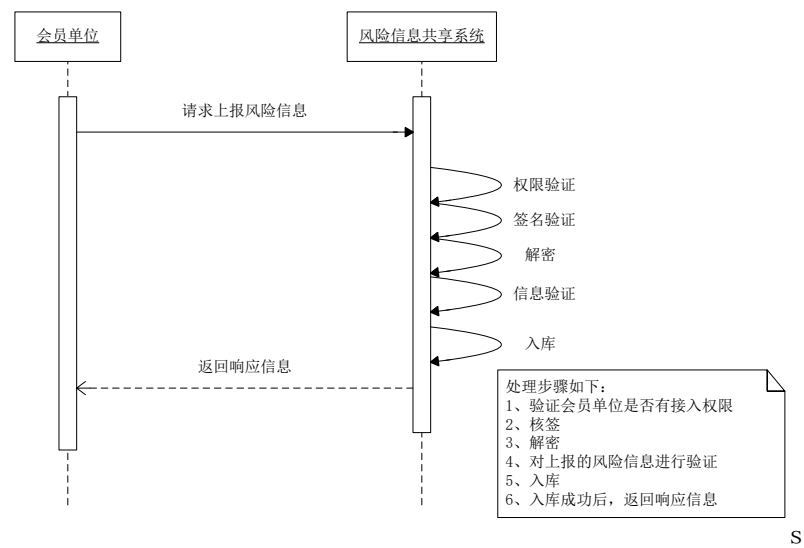 会员单位
风险信息共享系统
请求上报风险信息
权限验证
签名验证
解密
信息验证
入库
返回响应信息
处理步骤如下:
1、验证会员单位是否有接入权限
2、核签
3、解密
4、对上报的风险信息进行验证
5、入库
6、入库成功后，返回响应信息
S